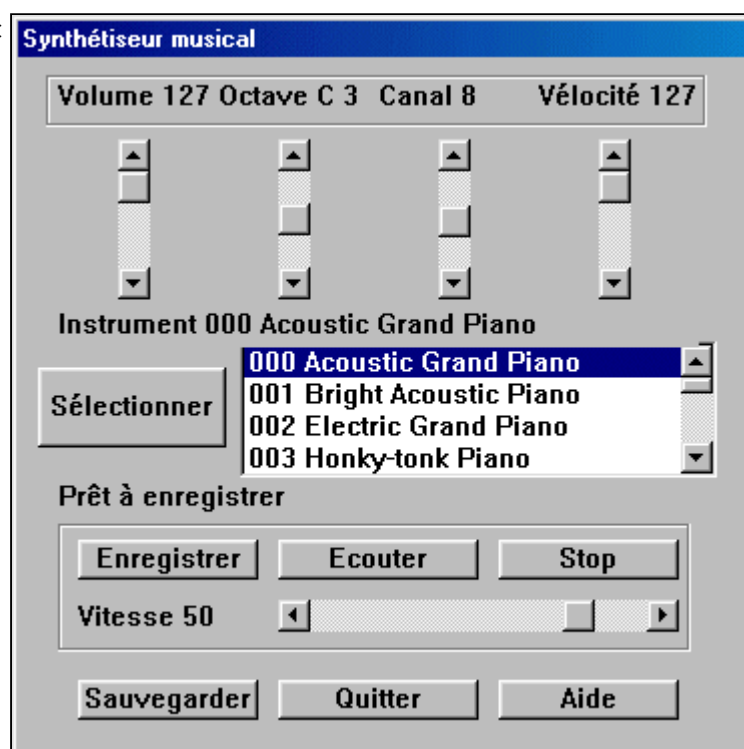 Synthétiseur musical
Volume 127 Octave C 3 Canal 8 Vélocité 127
Instrument 000 Acoustic Grand Piano
000 Acoustic Grand Piano
001 Bright Acoustic Piano
Sélectionner
002 Electric Grand Piano
003 Honky-tonk Piano
Prêt à enregistrer
Enregistrer Ecouter Stop
Vitesse 50
Sauvegarder Quitter Aide